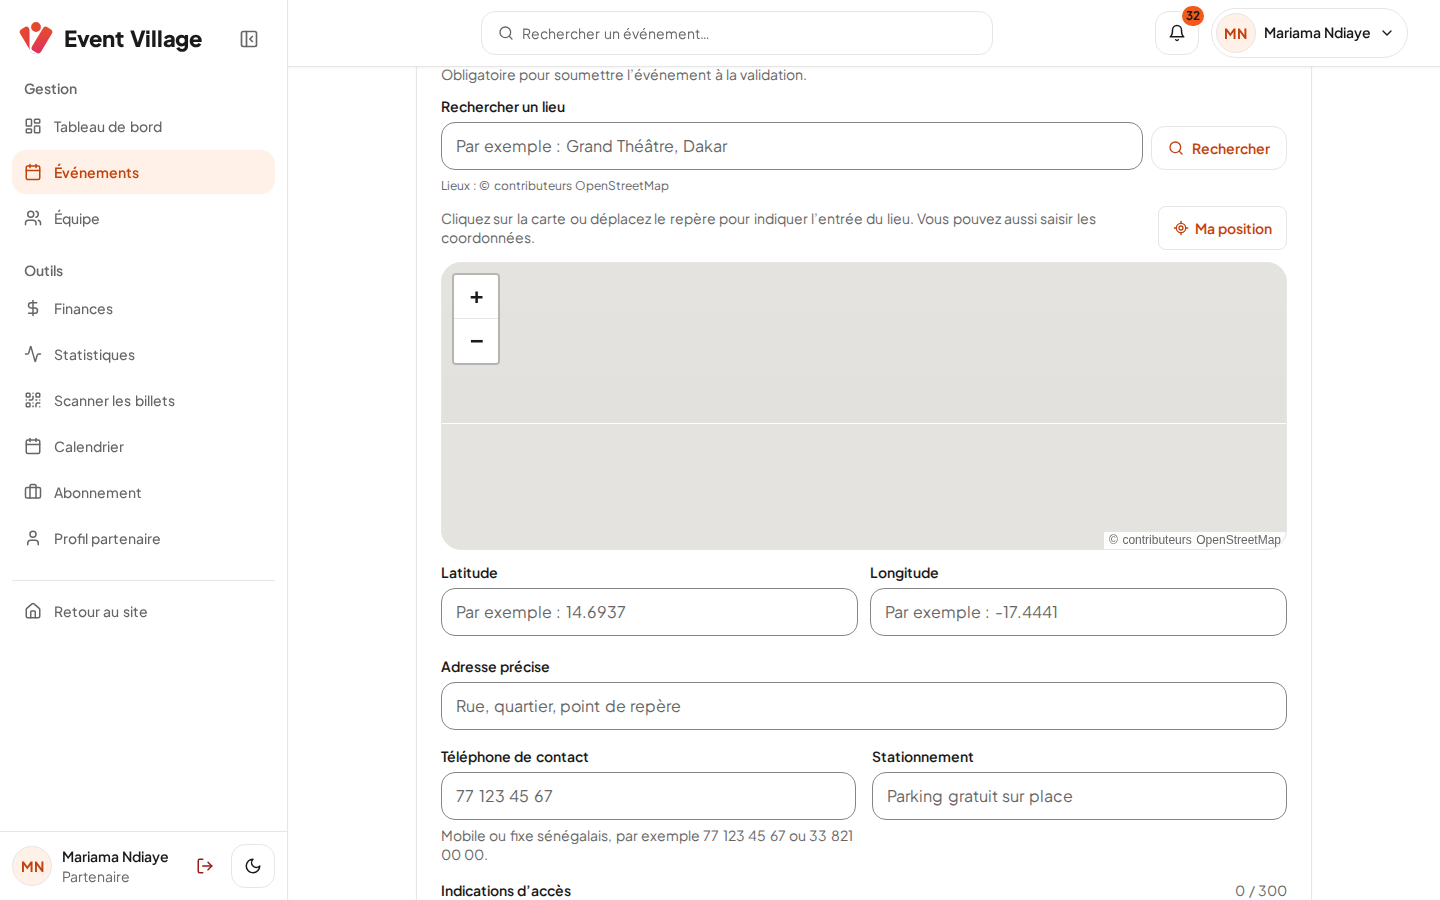 Event Village
Gestion
Tableau de bord
Événements
Équipe
Outils
Finances
Statistiques
Scanner les billets
Calendrier
Abonnement
Profil partenaire
Retour au site
MN
Mariama Ndiaye
Partenaire
Rechercher un événement…
32
MN
Mariama Ndiaye
Obligatoire pour soumettre l’événement à la validation.
Rechercher un lieu
Par exemple : Grand Théâtre, Dakar
Rechercher
Lieux : © contributeurs OpenStreetMap
Cliquez sur la carte ou déplacez le repère pour indiquer l’entrée du lieu. Vous pouvez aussi saisir les
coordonnées.
Ma position
+
−
© contributeurs OpenStreetMap
Latitude
Longitude
Par exemple : 14.6937
Par exemple : -17.4441
Adresse précise
Rue, quartier, point de repère
Téléphone de contact
Stationnement
77 123 45 67
Parking gratuit sur place
Mobile ou fixe sénégalais, par exemple 77 123 45 67 ou 33 821
00 00.
Indications d’accès
0 / 300